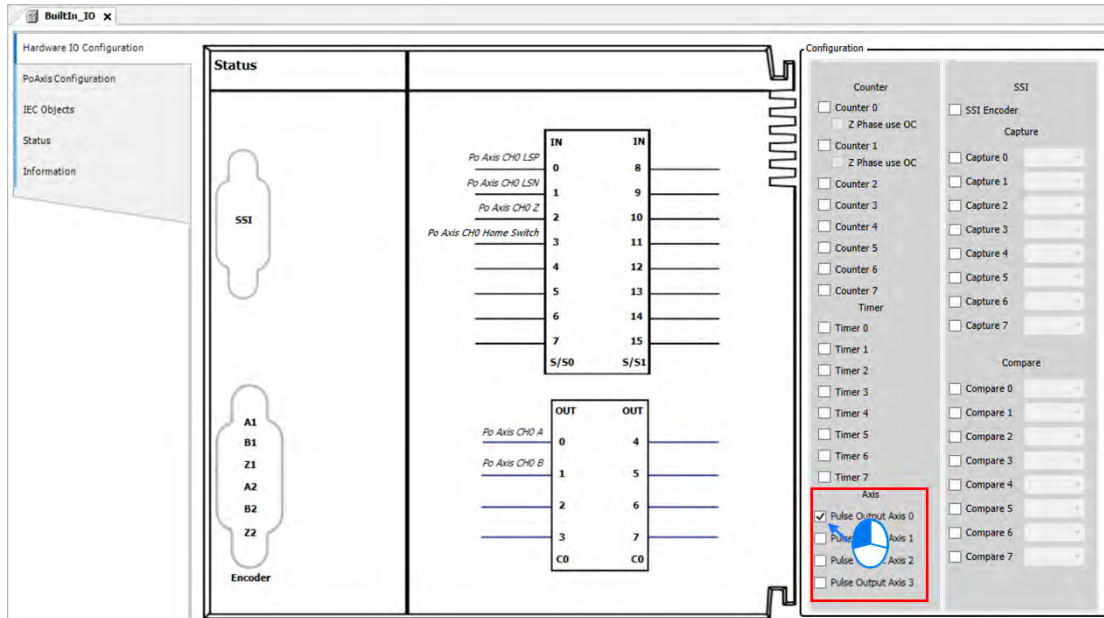 BuiltIn_IO x
Hardware IO Configuration
PoAxis Configuration
IEC Objects
Status
Information
Status
SSI
A1
B1
Z1
A2
B2
Z2
Encoder
IN IN
Po Axis CH0 LSP 0 8
Po Axis CH0 LSN 1 9
Po Axis CH0 Z 2 10
Po Axis CH0 Home Switch 3 11
4 12
5 13
6 14
7 15
S/S0 S/S1
OUT OUT
Po Axis CH0 A 0 4
Po Axis CH0 B 1 5
2 6
3 7
C0 C0
Configuration
Counter
Counter 0
Z Phase use OC
Counter 1
Z Phase use OC
Counter 2
Counter 3
Counter 4
Counter 5
Counter 6
Counter 7
Timer
Timer 0
Timer 1
Timer 2
Timer 3
Timer 4
Timer 5
Timer 6
Timer 7
Axis
Pulse Output Axis 0
Axis 1
Axis 2
Pulse Output Axis 3
SSI
SSI Encoder
Capture
Capture 0
Capture 1
Capture 2
Capture 3
Capture 4
Capture 5
Capture 6
Capture 7
Compare
Compare 0
Compare 1
Compare 2
Compare 3
Compare 4
Compare 5
Compare 6
Compare 7